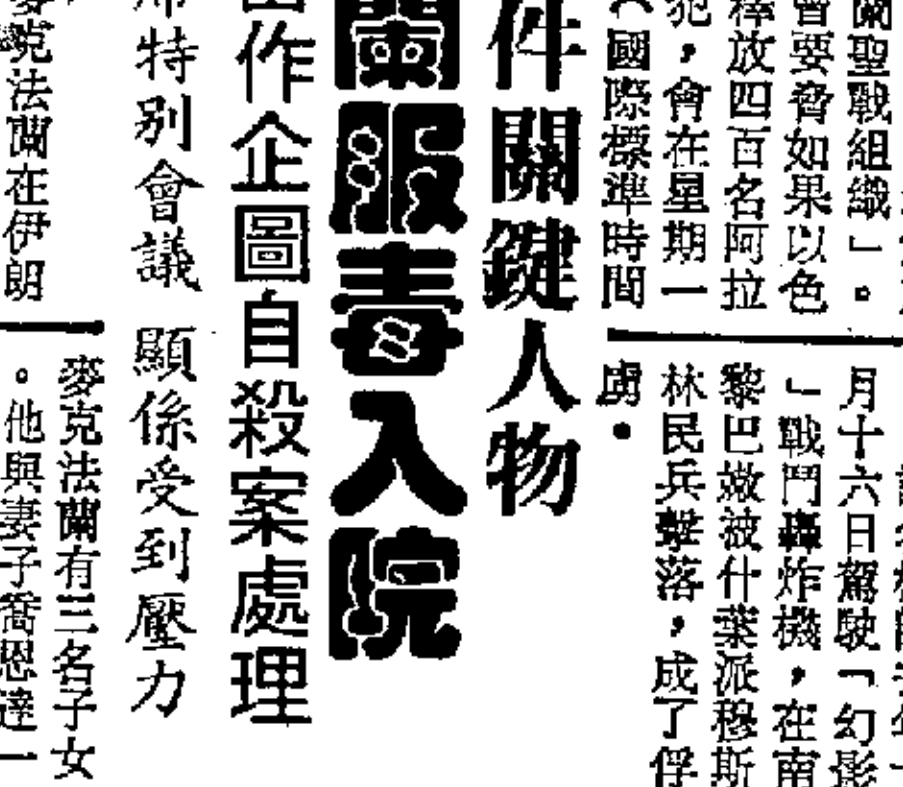 蘭聖戰組織」。
會要脅如果以色
釋放四百名阿拉
犯，會在星期一
（國際標準時間
月十六日駕駛「幻影
」戰鬥轟炸機，在南
黎巴嫩被什葉派穆斯
林民兵擊落，成了俘
虜．
件關鍵人物
蘭服毒入院
作企圖自殺案處理
席特別會議 顯係受到壓力
麥克法蘭在伊朗
麥克法蘭有三名子女
。他與妻子喬恩達一